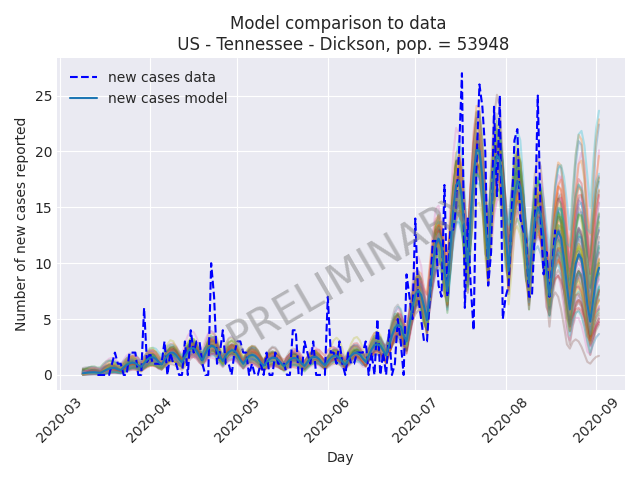 Model comparison to data
US - Tennessee - Dickson, pop. = 53948
new cases data
new cases model
Number of new cases reported
25
20
15
10
5
0
PRELIMINARY
2020-03
2020-04
2020-05
2020-06
2020-07
2020-08
2020-09
Day